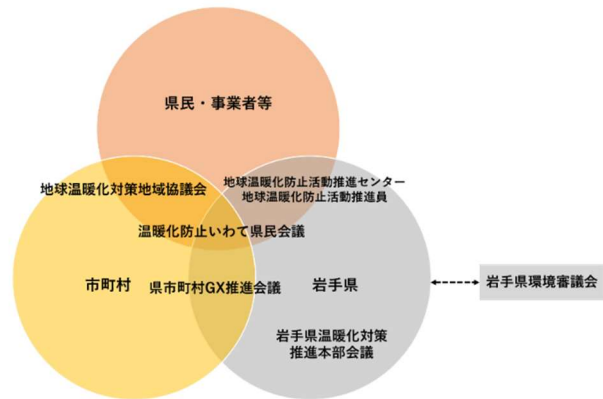 県民・事業者等
地球温暖化対策地域協議会
地球温暖化防止活動推進センター
地球温暖化防止活動推進員
温暖化防止いわて県民会議
市町村
県市町村GX推進会議
岩手県
岩手県環境審議会
岩手県温暖化対策
推進本部会議